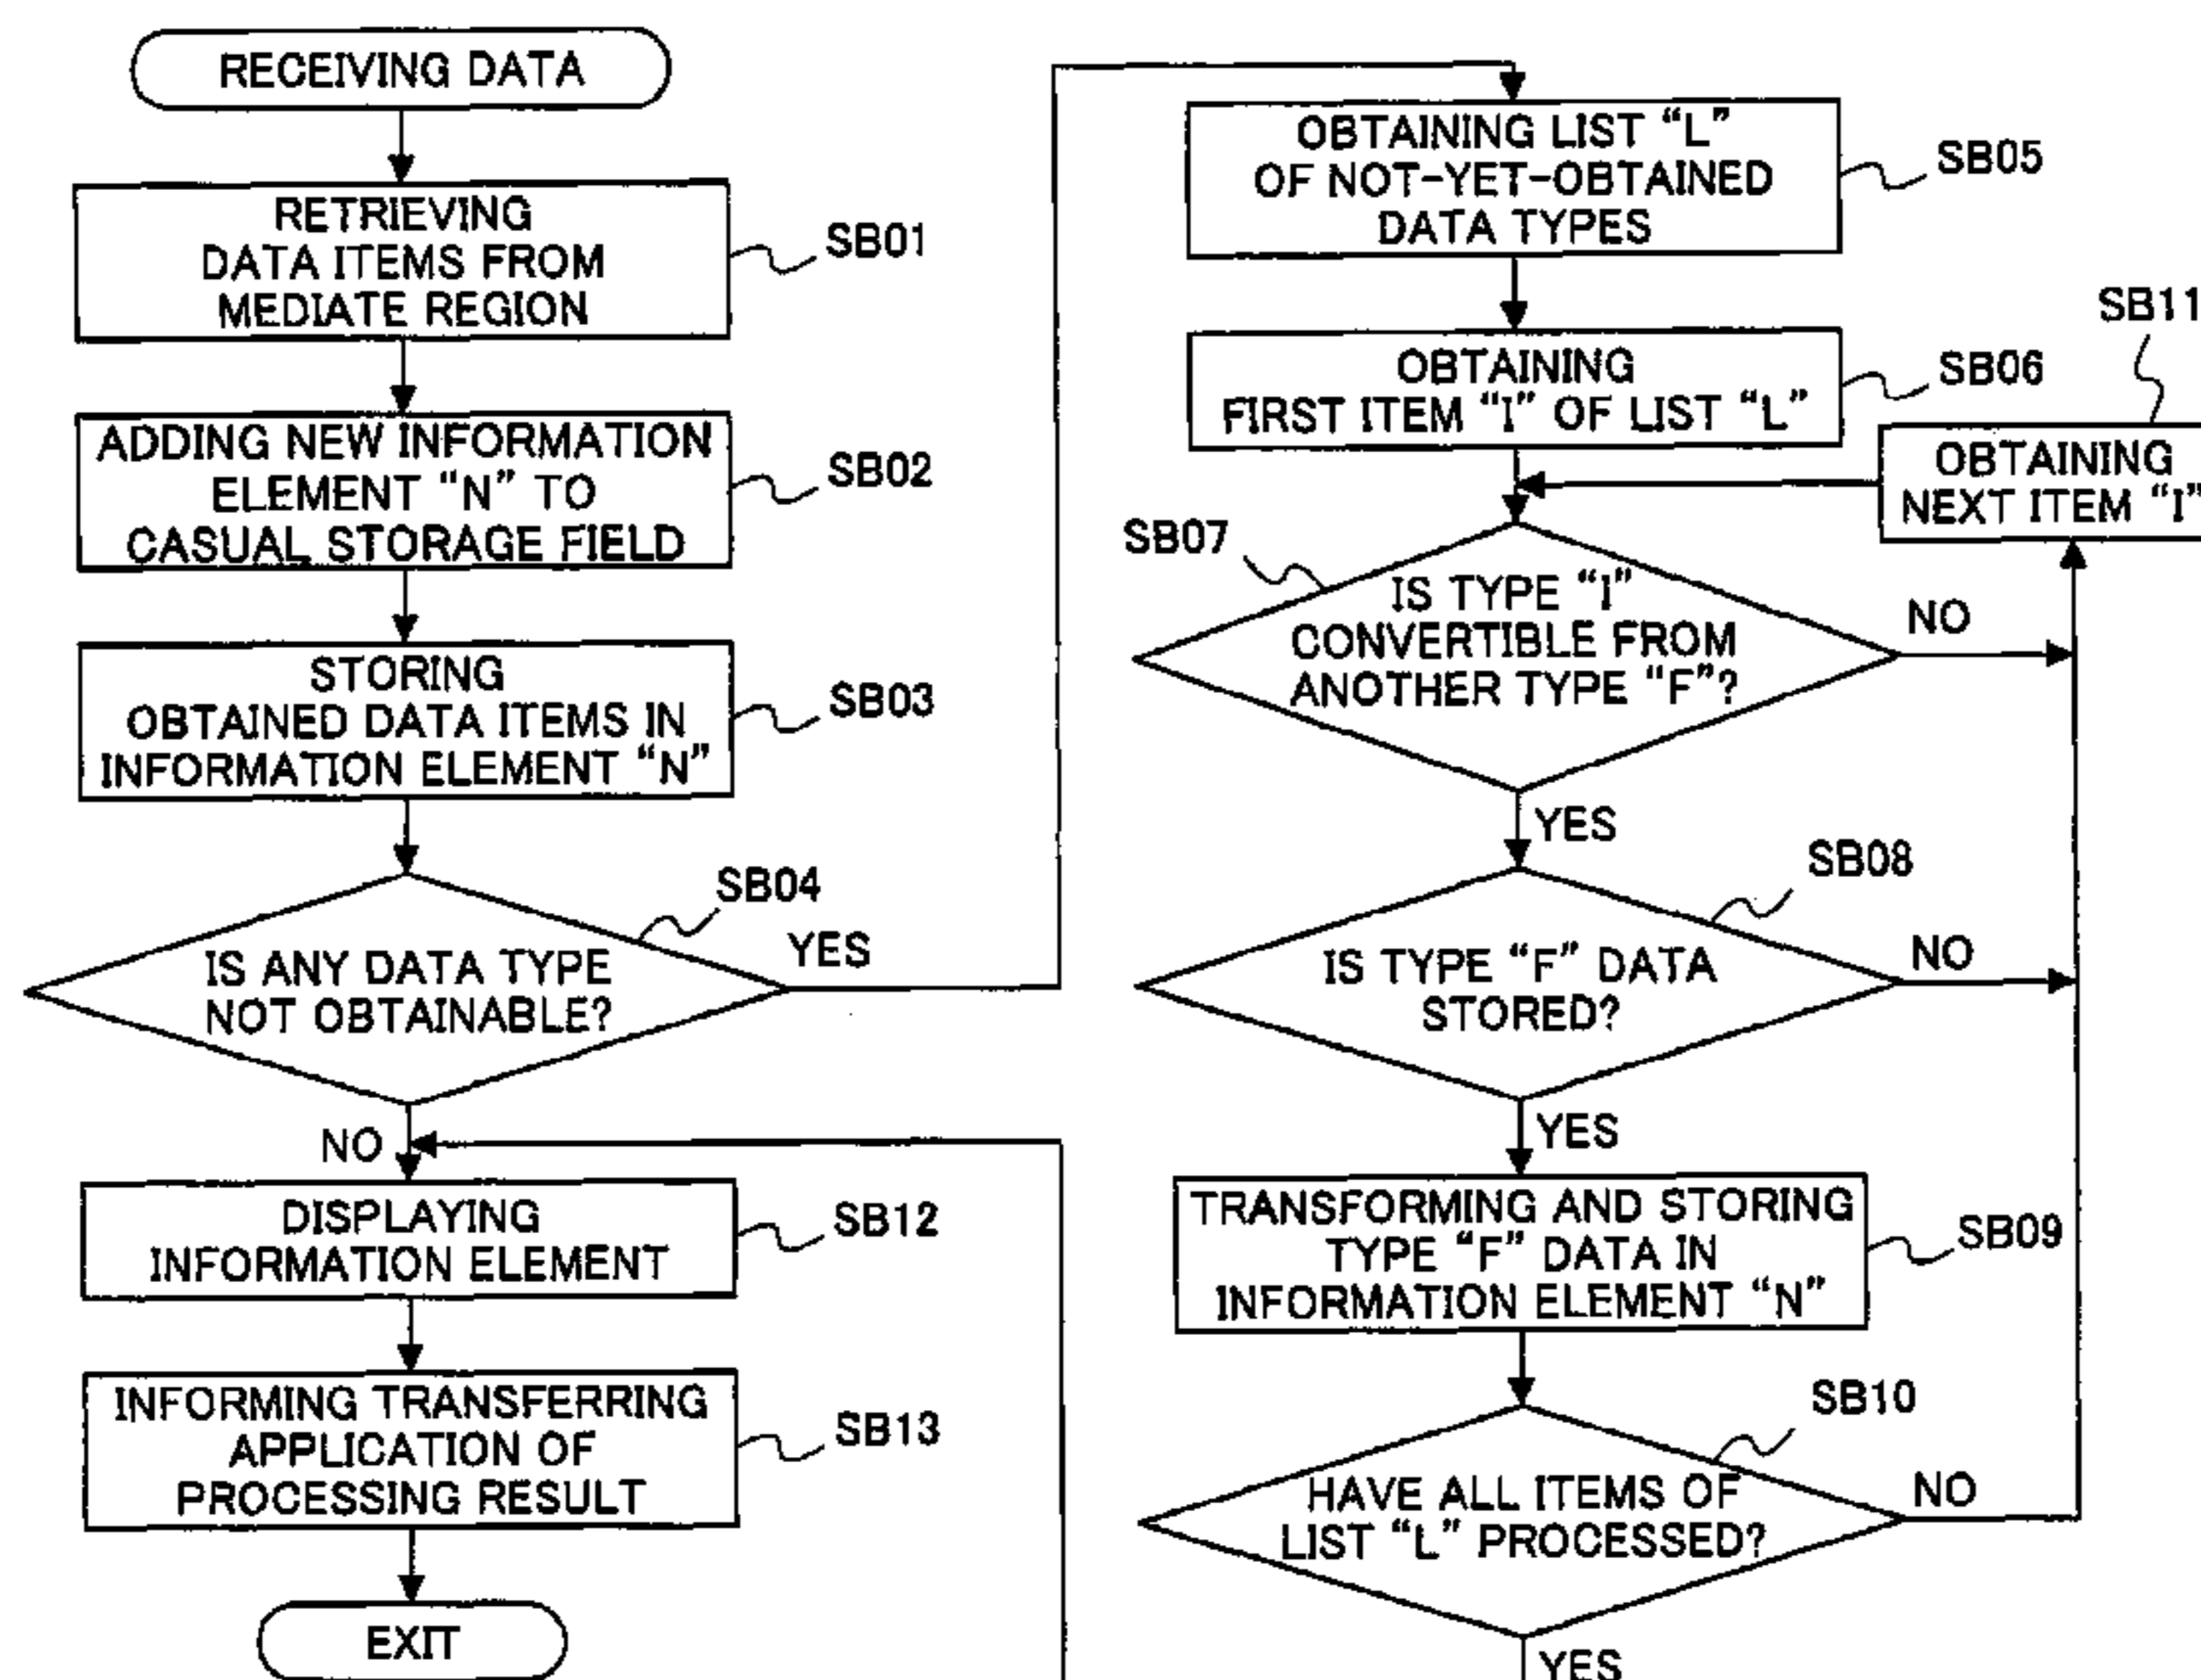 RECEIVING DATA
RETRIEVING
DATA ITEMS FROM
MEDIATE REGION
SB01
ADDING NEW INFORMATION
ELEMENT “N” TO
CASUAL STORAGE FIELD
SB02
STORING
OBTAINED DATA ITEMS IN
INFORMATION ELEMENT “N”
SB03
SB04
IS ANY DATA TYPE
NOT OBTAINABLE?
YES
NO
DISPLAYING
INFORMATION ELEMENT
SB12
INFORMING TRANSFERRING
APPLICATION OF
PROCESSING RESULT
SB13
EXIT
OBTAINING LIST “L”
OF NOT-YET-OBTAINED
DATA TYPES
SB05
OBTAINING
FIRST ITEM “I” OF LIST “L”
SB06
SB11
OBTAINING
NEXT ITEM “I”
SB07
IS TYPE “I”
CONVERTIBLE FROM
ANOTHER TYPE “F”?
NO
YES
SB08
IS TYPE “F” DATA
STORED?
NO
YES
TRANSFORMING AND STORING
TYPE “F” DATA IN
INFORMATION ELEMENT “N”
SB09
SB10
HAVE ALL ITEMS OF
LIST “L” PROCESSED?
NO
YES